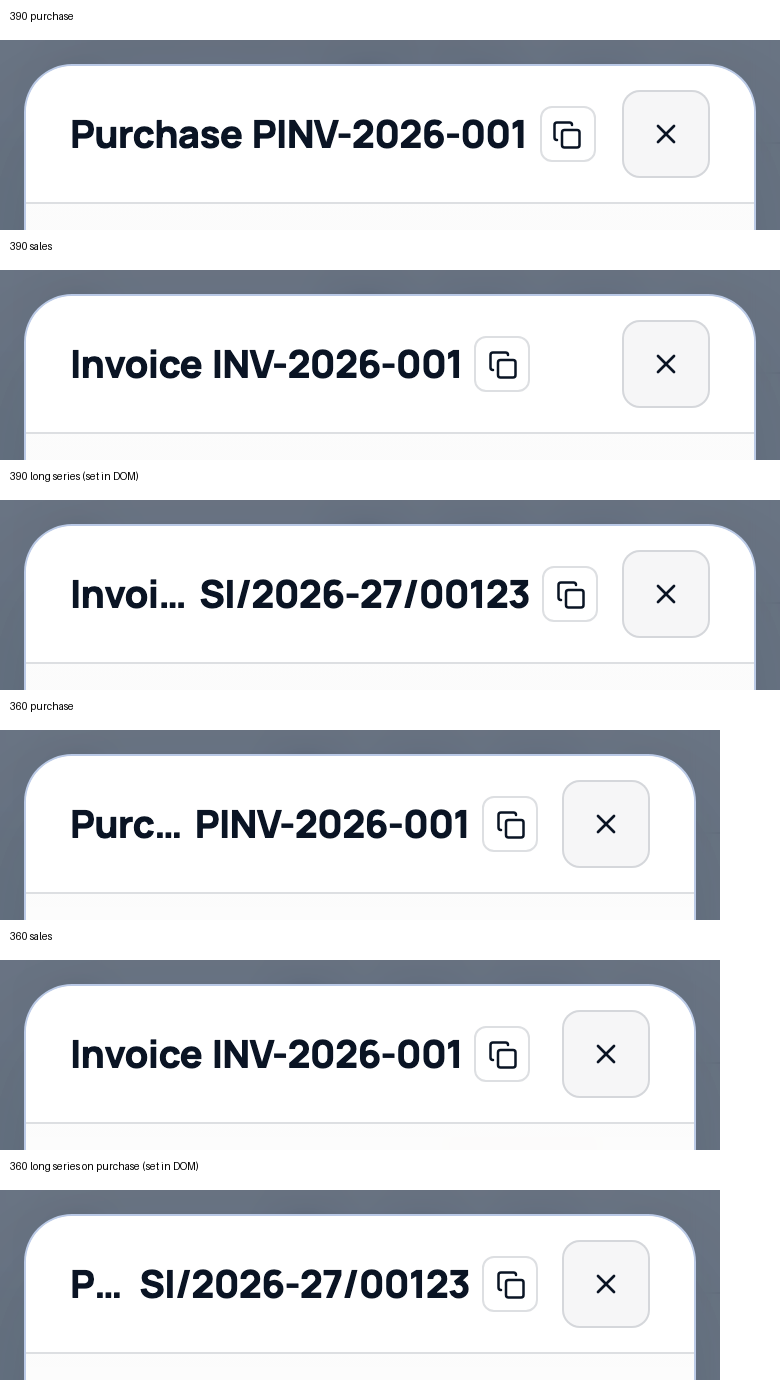 390 purchase
Purchase PINV-2026-001
390 sales
Invoice INV-2026-001
390 long series (set in DOM)
Invoi... SI/2026-27/00123
360 purchase
Purc... PINV-2026-001
360 sales
Invoice INV-2026-001
360 long series on purchase (set in DOM)
P... SI/2026-27/00123